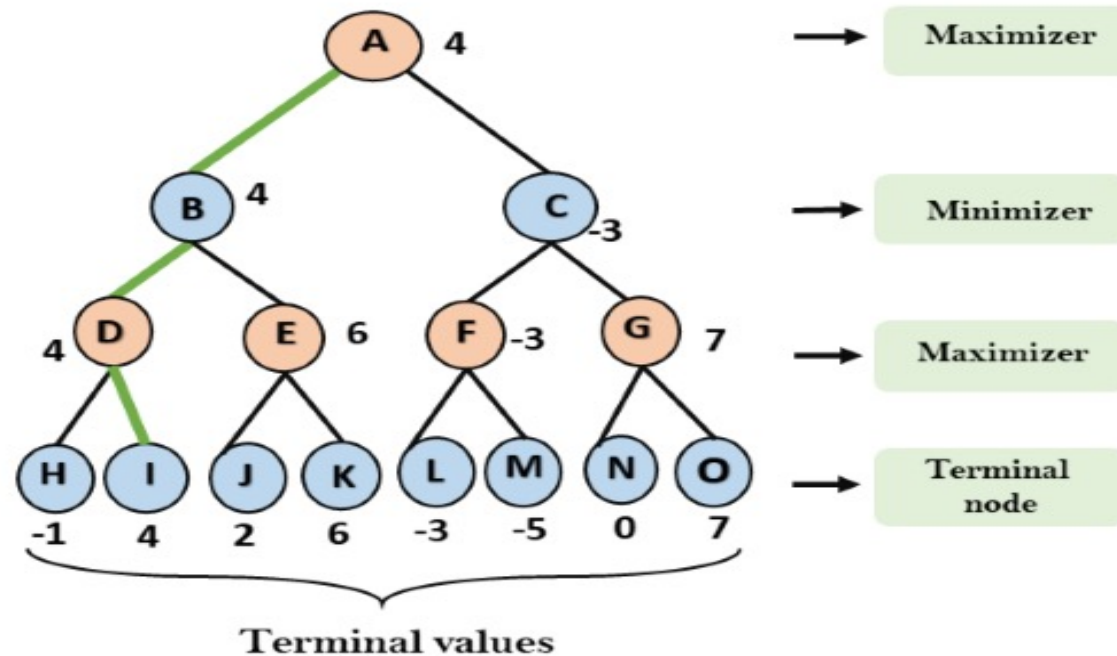 A 4 Maximizer
B 4 C -3 Minimizer
D 4 E 6 F -3 G 7 Maximizer
H I J K L M N O Terminal
node
-1 4 2 6 -3 -5 0 7
Terminal values